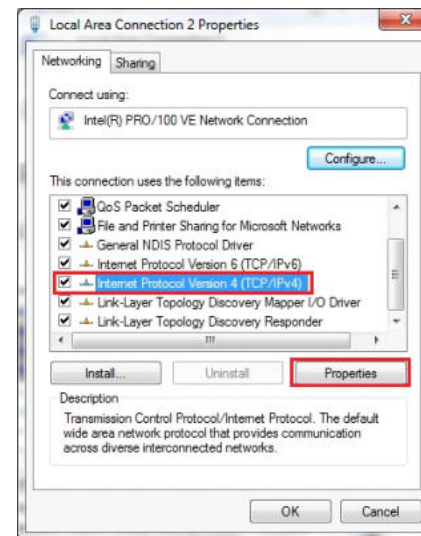 Local Area Connection 2 Properties
Networking
Sharing
Connect using:
Intel(R) PRO/100 VE Network Connection
Configure...
This connection uses the following items:
QoS Packet Scheduler
File and Printer Sharing for Microsoft Networks
General NDIS Protocol Driver
Internet Protocol Version 6 (TCP/IPv6)
Internet Protocol Version 4 (TCP/IPv4)
Link-Layer Topology Discovery Mapper I/O Driver
Link-Layer Topology Discovery Responder
Install...
Uninstall
Properties
Description
Transmission Control Protocol/Internet Protocol. The default
wide area network protocol that provides communication
across diverse interconnected networks.
OK
Cancel